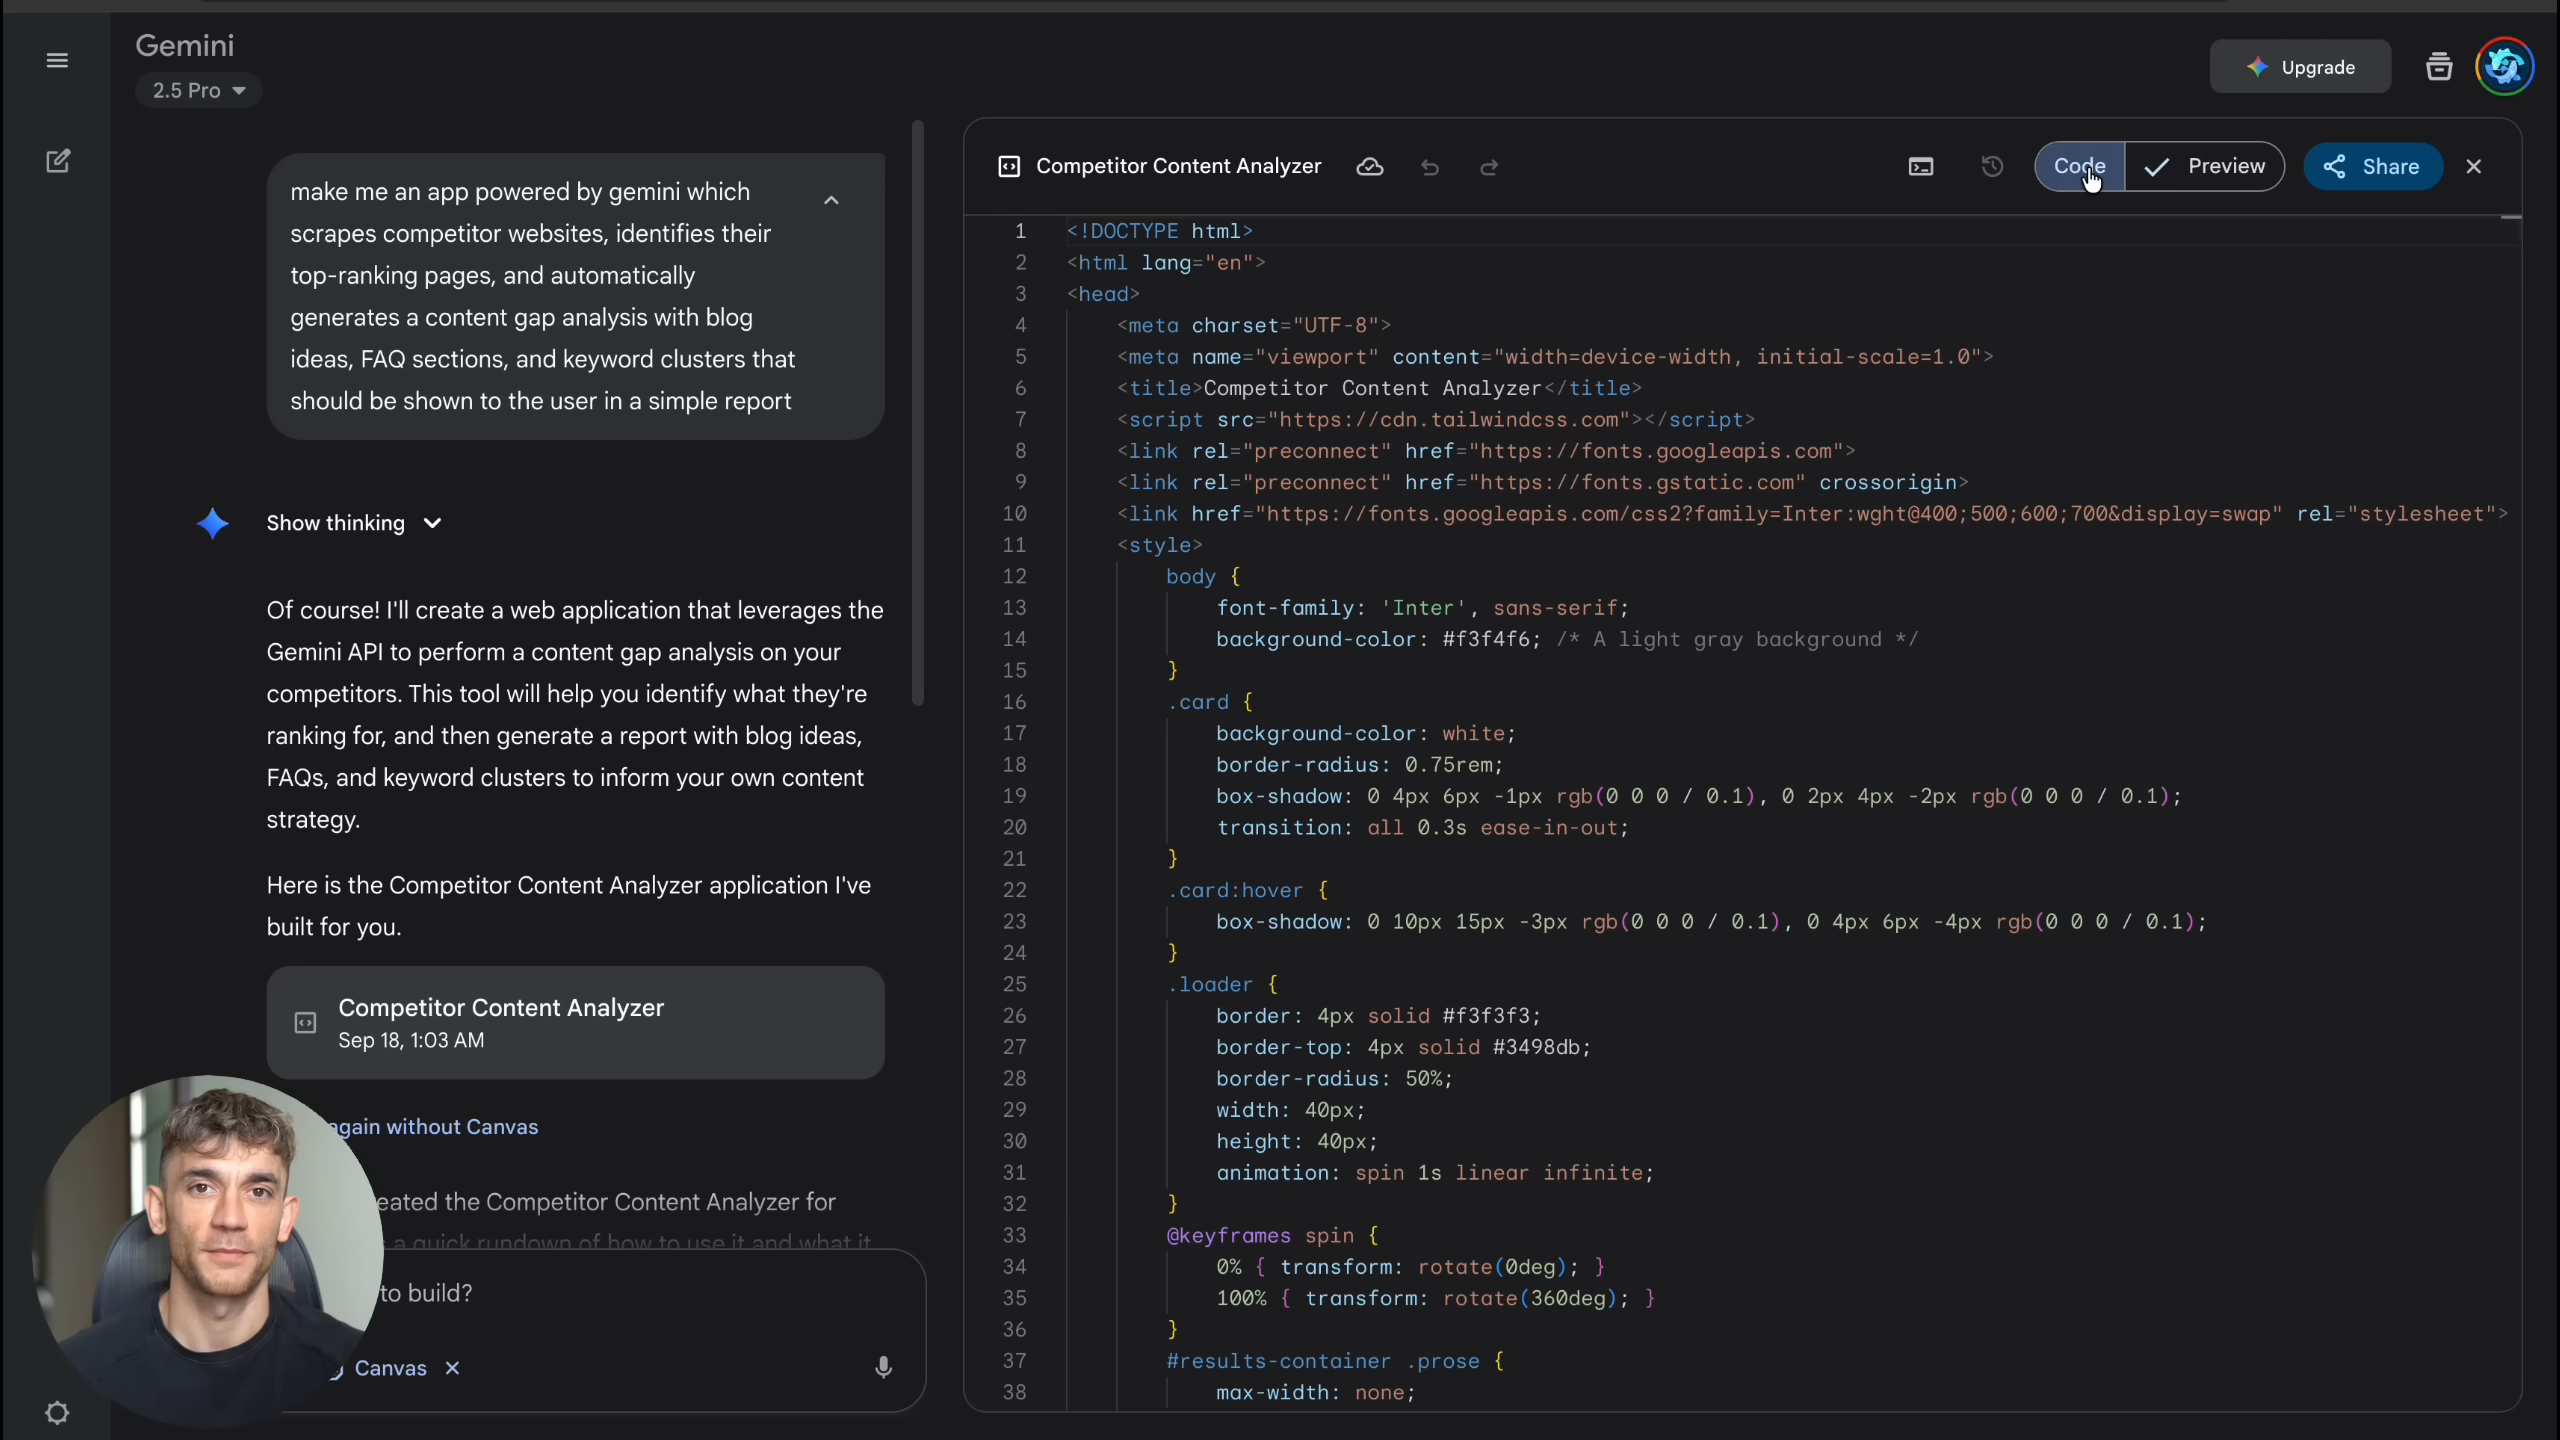 Gemini
2.5 Pro
Upgrade
make me an app powered by gemini which
scrapes competitor websites, identifies their
top-ranking pages, and automatically
generates a content gap analysis with blog
ideas, FAQ sections, and keyword clusters that
should be shown to the user in a simple report
Show thinking
Of course! I'll create a web application that leverages the
Gemini API to perform a content gap analysis on your
competitors. This tool will help you identify what they're
ranking for, and then generate a report with blog ideas,
FAQs, and keyword clusters to inform your own content
strategy.
Here is the Competitor Content Analyzer application I've
built for you.
Competitor Content Analyzer
Sep 18, 1:03 AM
again without Canvas
eated the Competitor Content Analyzer for
a quick rundown of how to use it and what it
to build?
Canvas
Competitor Content Analyzer
Code
Preview
Share
1 <!DOCTYPE html>
2 <html lang="en">
3 <head>
4 <meta charset="UTF-8">
5 <meta name="viewport" content="width=device-width, initial-scale=1.0">
6 <title>Competitor Content Analyzer</title>
7 <script src="https://cdn.tailwindcss.com"></script>
8 <link rel="preconnect" href="https://fonts.googleapis.com">
9 <link rel="preconnect" href="https://fonts.gstatic.com" crossorigin>
10 <link href="https://fonts.googleapis.com/css2?family=Inter:wght@400;500;600;700&display=swap" rel="stylesheet">
11 <style>
12 body {
13 font-family: 'Inter', sans-serif;
14 background-color: #f3f4f6; /* A light gray background */
15 }
16 .card {
17 background-color: white;
18 border-radius: 0.75rem;
19 box-shadow: 0 4px 6px -1px rgb(0 0 0 / 0.1), 0 2px 4px -2px rgb(0 0 0 / 0.1);
20 transition: all 0.3s ease-in-out;
21 }
22 .card:hover {
23 box-shadow: 0 10px 15px -3px rgb(0 0 0 / 0.1), 0 4px 6px -4px rgb(0 0 0 / 0.1);
24 }
25 .loader {
26 border: 4px solid #f3f3f3;
27 border-top: 4px solid #3498db;
28 border-radius: 50%;
29 width: 40px;
30 height: 40px;
31 animation: spin 1s linear infinite;
32 }
33 @keyframes spin {
34 0% { transform: rotate(0deg); }
35 100% { transform: rotate(360deg); }
36 }
37 #results-container .prose {
38 max-width: none;